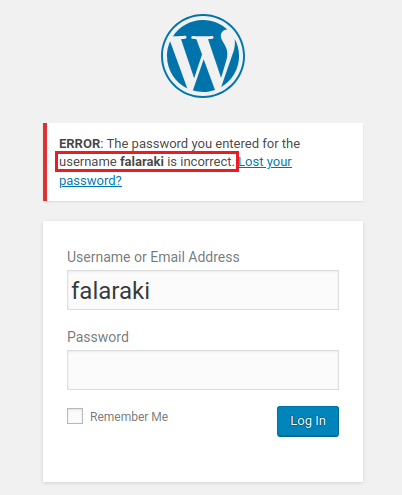 ERROR: The password you entered for the
username falaraki is incorrect. Lost your
password?
Username or Email Address
falaraki
Password
Remember Me
Log In